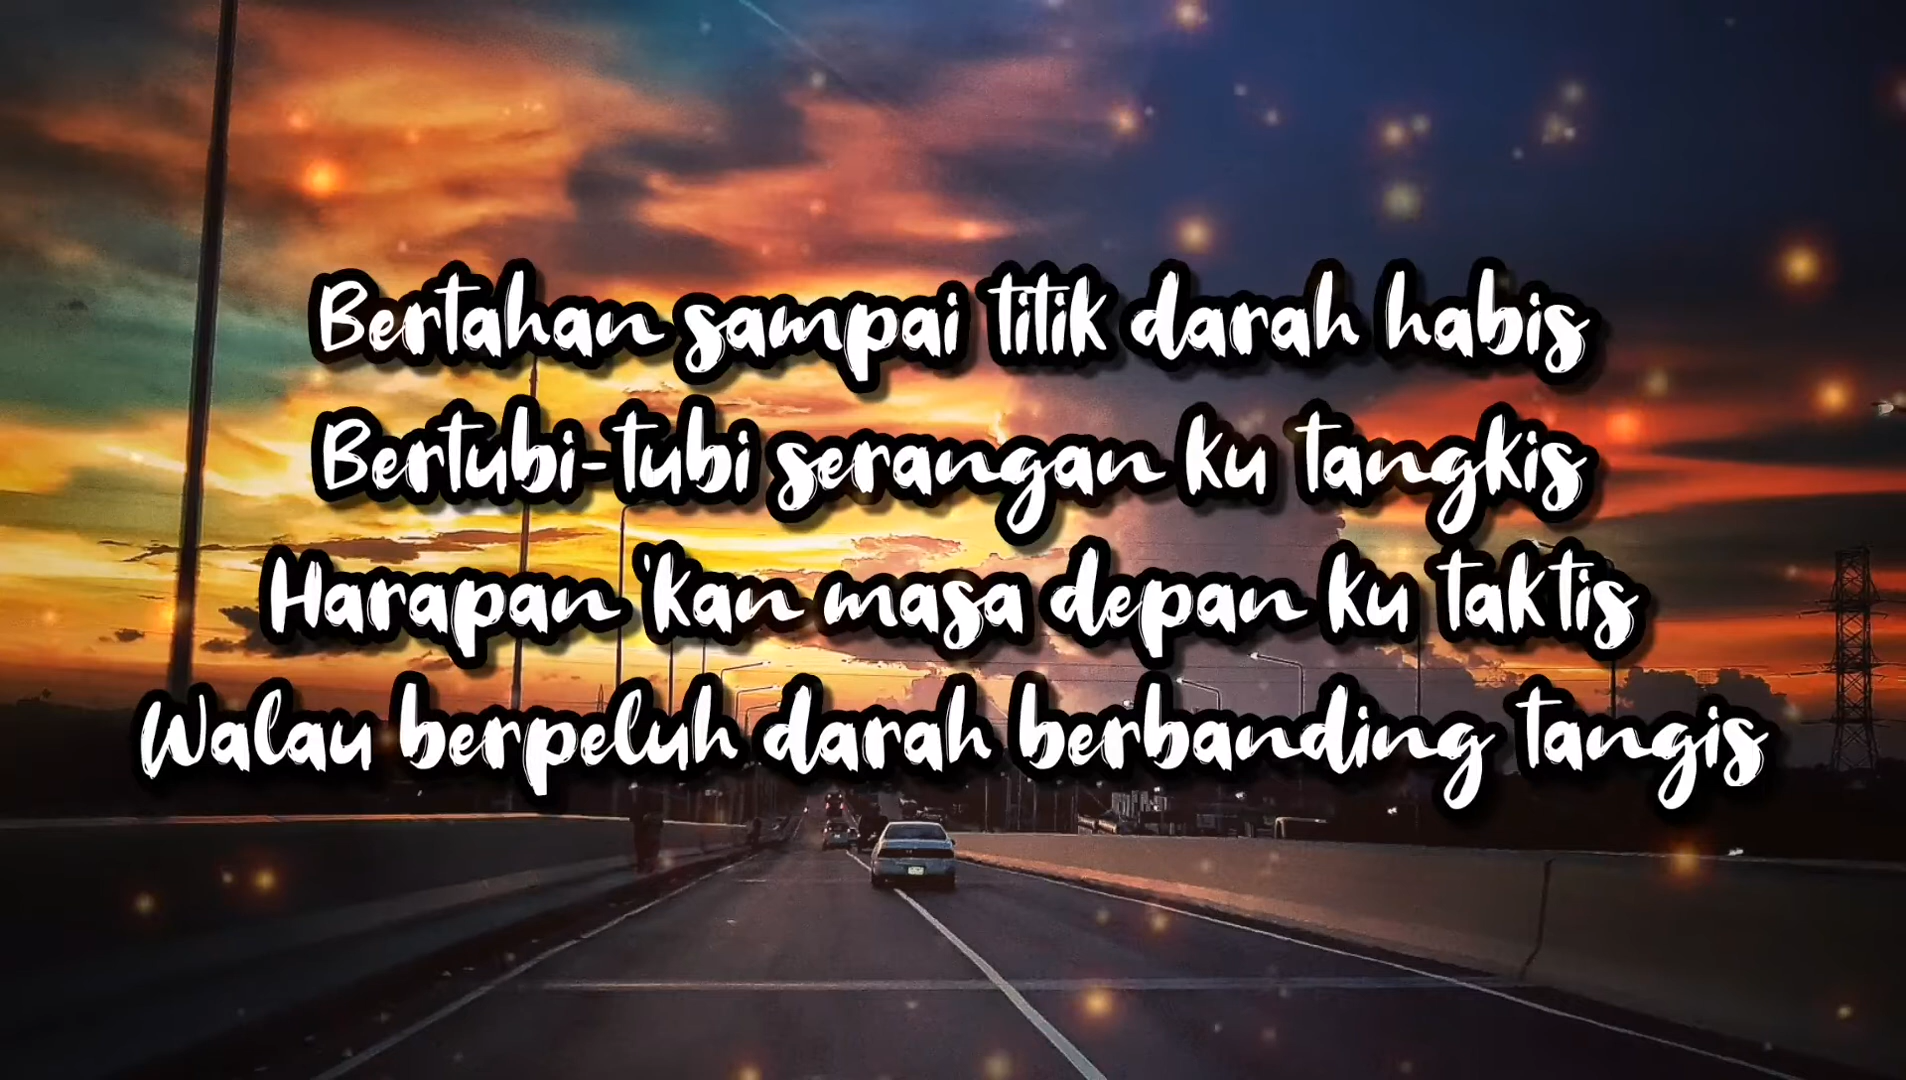 Bertahan sampai titik darah habis
Bertubi-tubi serangan ku tangkis
Harapan 'kan masa depan ku taktis
Walau berpeluh darah berbanding tangis